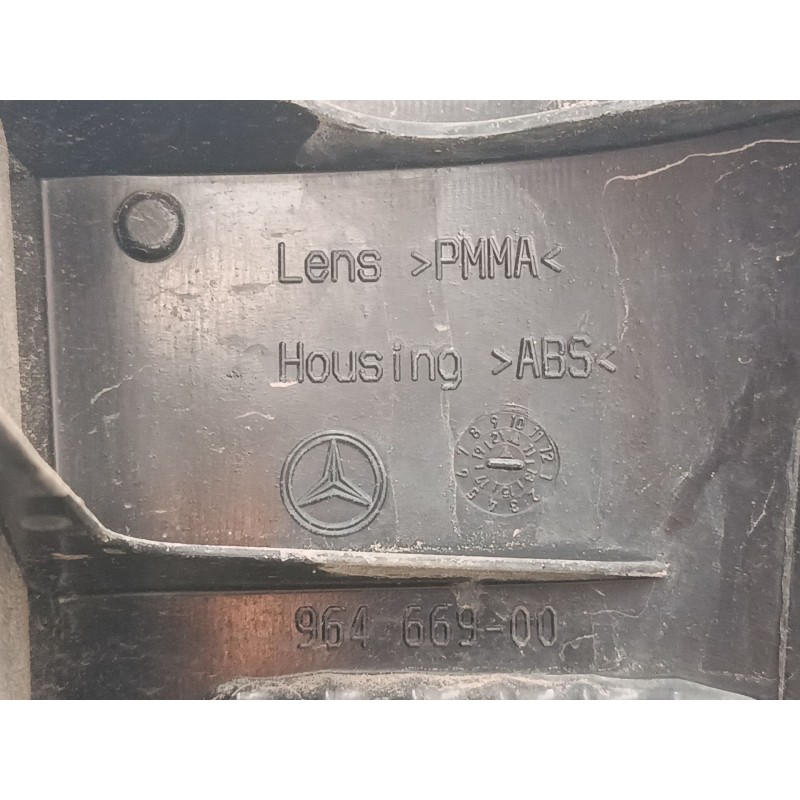 Lens >PMMA<
Housing >ABS<
964 669-00